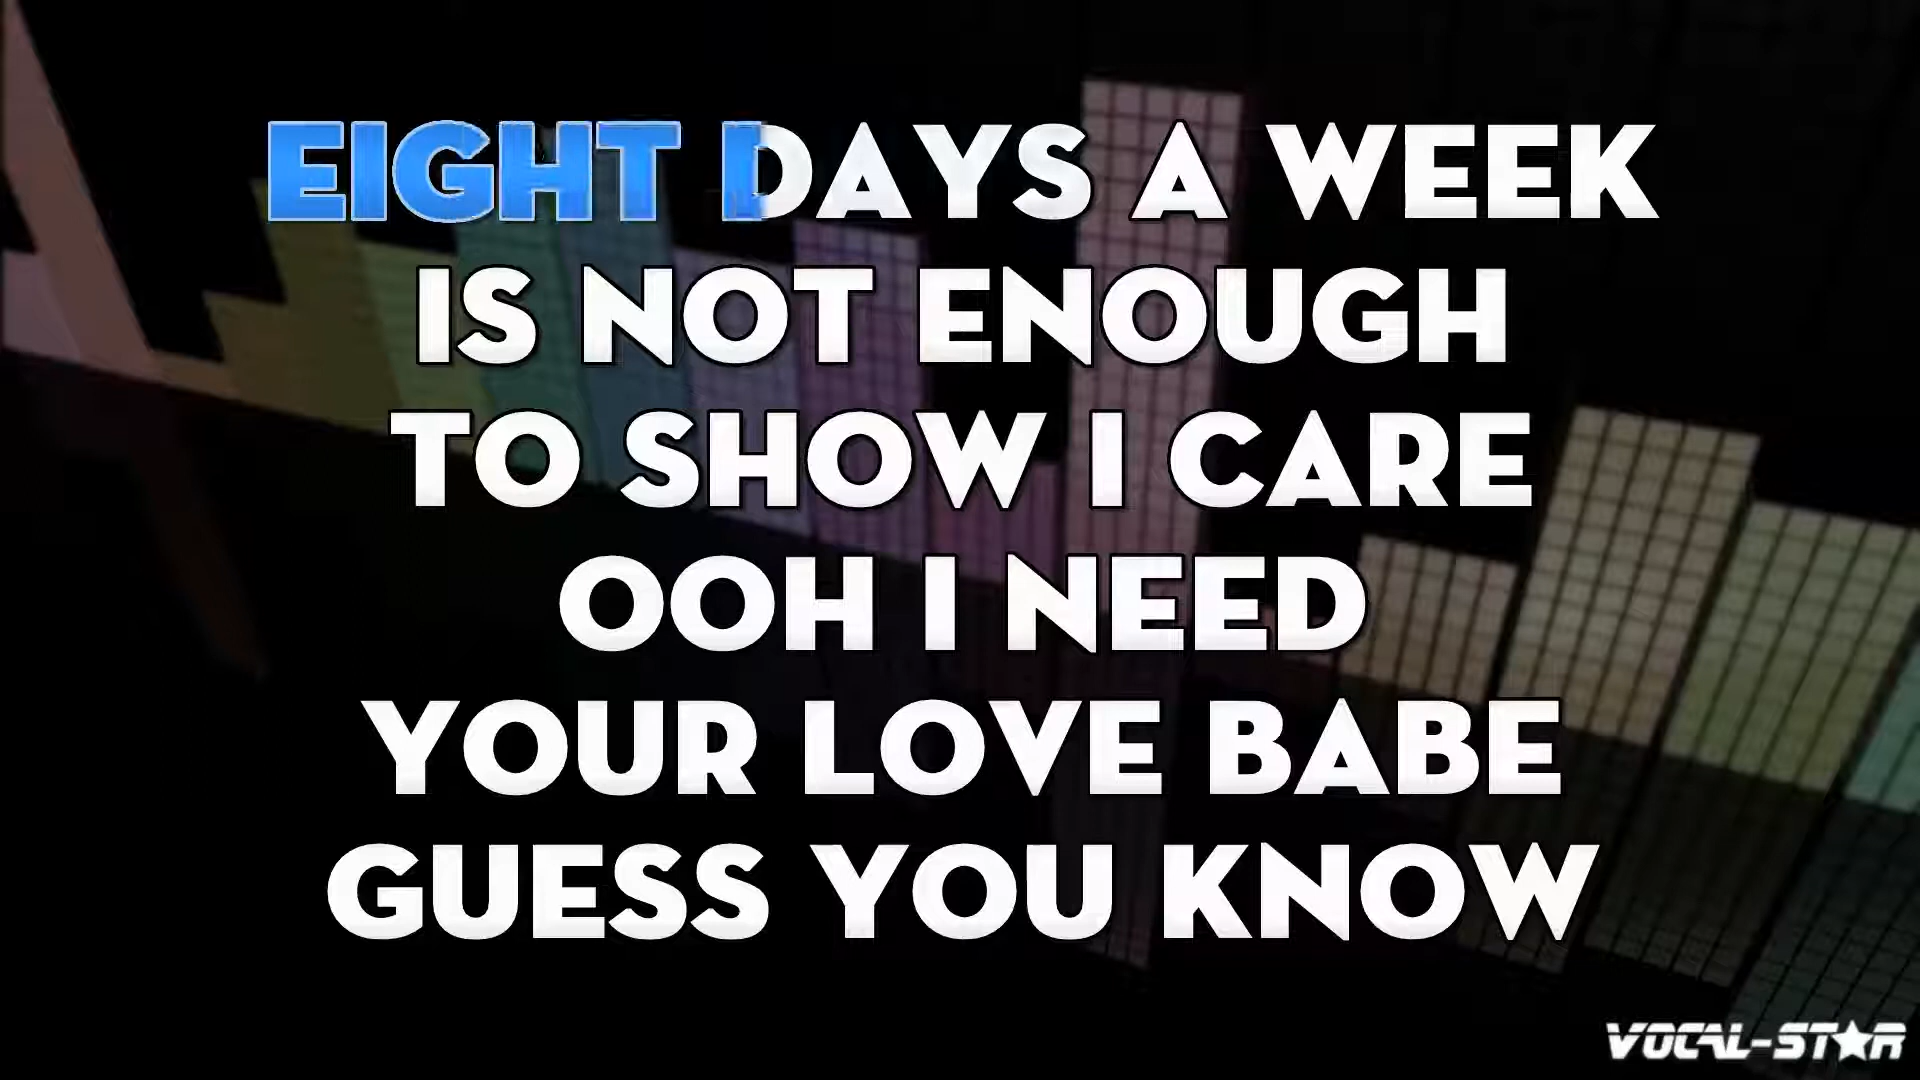 EIGHT DAYS A WEEK
IS NOT ENOUGH
TO SHOW I CARE
OOH I NEED
YOUR LOVE BABE
GUESS YOU KNOW
VOCAL-STAR